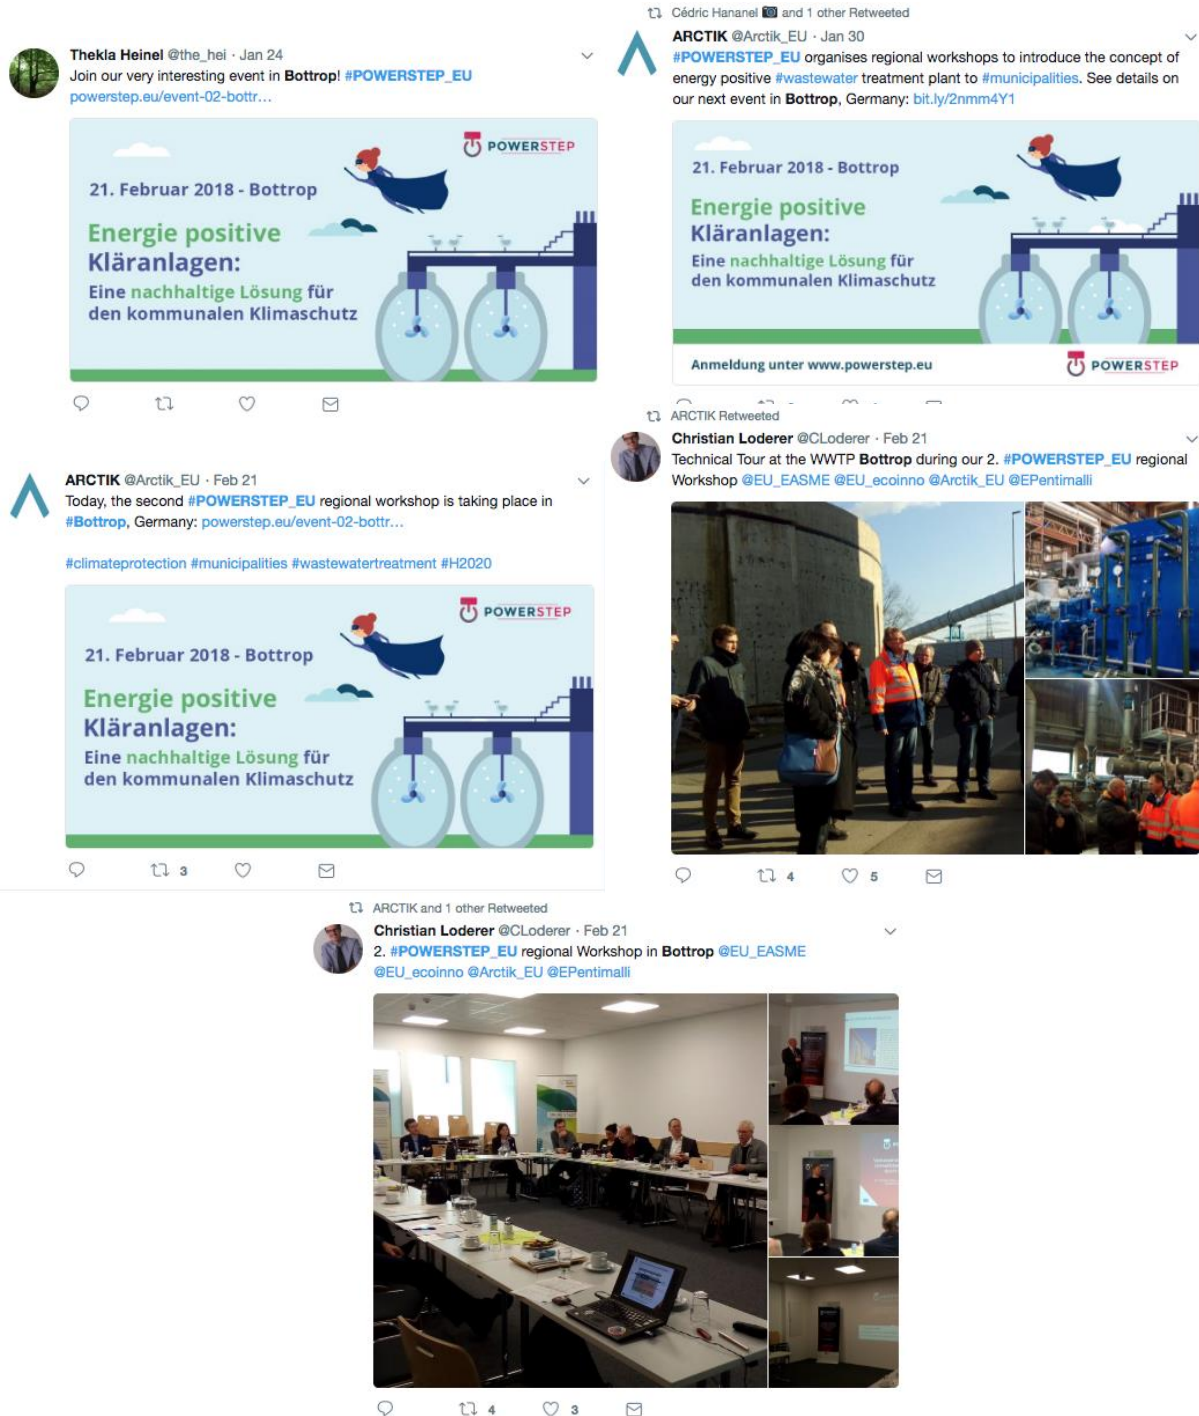 Thekla Heinel @the_hei · Jan 24
Join our very interesting event in Bottrop! #POWERSTEP_EU
powerstep.eu/event-02-bottr…
POWERSTEP
21. Februar 2018 - Bottrop
Energie positive
Kläranlagen:
Eine nachhaltige Lösung für
den kommunalen Klimaschutz
Cédric Hananel 📷 and 1 other Retweeted
ARCTIK @Arctik_EU · Jan 30
#POWERSTEP_EU organises regional workshops to introduce the concept of
energy positive #wastewater treatment plant to #municipalities. See details on
our next event in Bottrop, Germany: bit.ly/2nmm4Y1
21. Februar 2018 - Bottrop
Energie positive
Kläranlagen:
Eine nachhaltige Lösung für
den kommunalen Klimaschutz
Anmeldung unter www.powerstep.eu
POWERSTEP
ARCTIK @Arctik_EU · Feb 21
Today, the second #POWERSTEP_EU regional workshop is taking place in
#Bottrop, Germany: powerstep.eu/event-02-bottr…
#climateprotection #municipalities #wastewatertreatment #H2020
POWERSTEP
21. Februar 2018 - Bottrop
Energie positive
Kläranlagen:
Eine nachhaltige Lösung für
den kommunalen Klimaschutz
3
ARCTIK Retweeted
Christian Loderer @CLoderer · Feb 21
Technical Tour at the WWTP Bottrop during our 2. #POWERSTEP_EU regional
Workshop @EU_EASME @EU_ecoinno @Arctik_EU @EPentimalli
4 5
ARCTIK and 1 other Retweeted
Christian Loderer @CLoderer · Feb 21
2. #POWERSTEP_EU regional Workshop in Bottrop @EU_EASME
@EU_ecoinno @Arctik_EU @EPentimalli
4 3